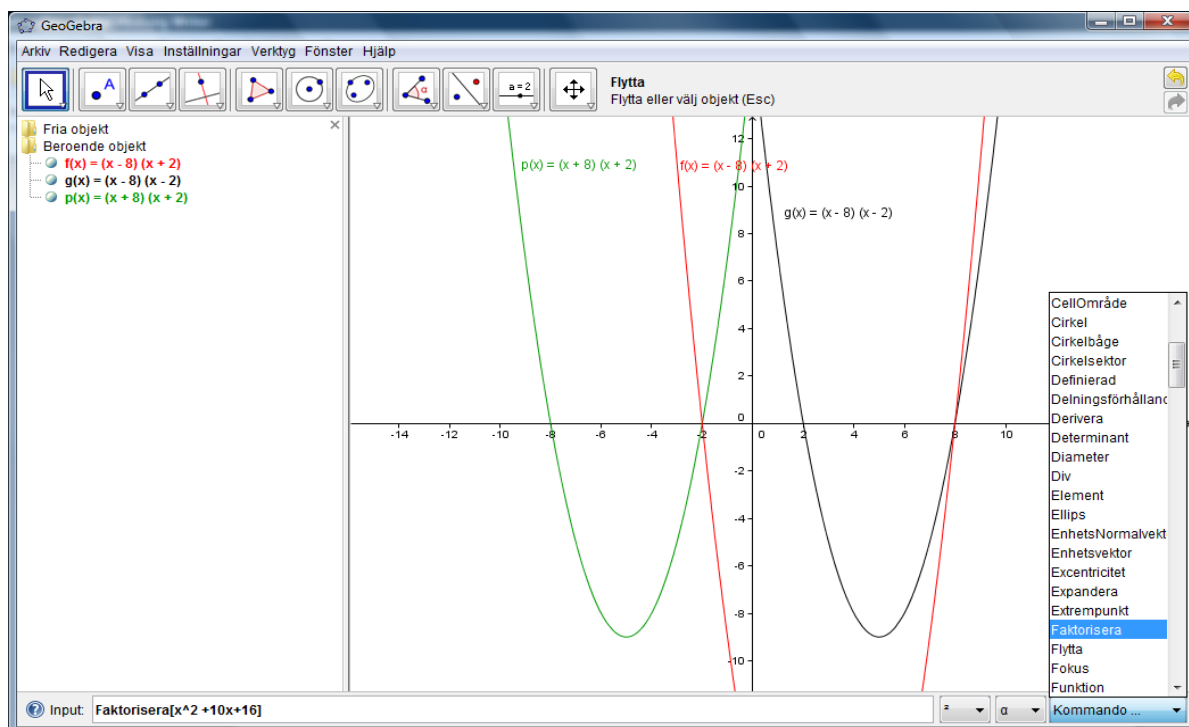 GeoGebra
Arkiv Redigera Visa Inställningar Verktyg Fönster Hjälp
A
α
a = 2
Flytta
Flytta eller välj objekt (Esc)
Fria objekt
Beroende objekt
f(x) = (x - 8) (x + 2)
g(x) = (x - 8) (x - 2)
p(x) = (x + 8) (x + 2)
p(x) = (x + 8) (x + 2)
f(x) = (x - 8) (x + 2)
g(x) = (x - 8) (x - 2)
12
10
8
6
4
2
0
-2
-4
-6
-8
-10
-14 -12 -10 -8 -6 -4 -2 0 2 4 6 8 10
CellOmråde
Cirkel
Cirkelbåge
Cirkelsektor
Definierad
Delningsförhålland
Derivera
Determinant
Diameter
Div
Element
Ellips
EnhetsNormalvekt
Enhetsvektor
Excentricitet
Expandera
Extrempunkt
Faktorisera
Flytta
Fokus
Funktion
Input: Faktorisera[x^2 +10x+16] ² α Kommando ...